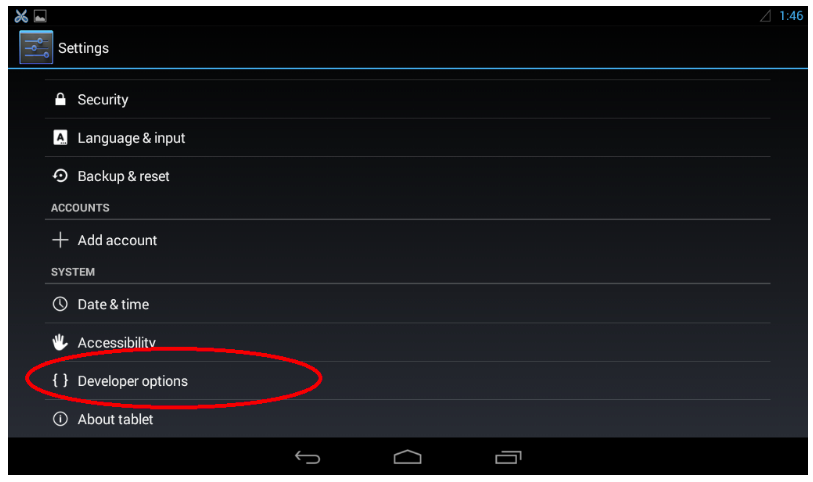 1:46
Settings
Security
Language & input
Backup & reset
ACCOUNTS
Add account
SYSTEM
Date & time
Accessibility
{ } Developer options
About tablet